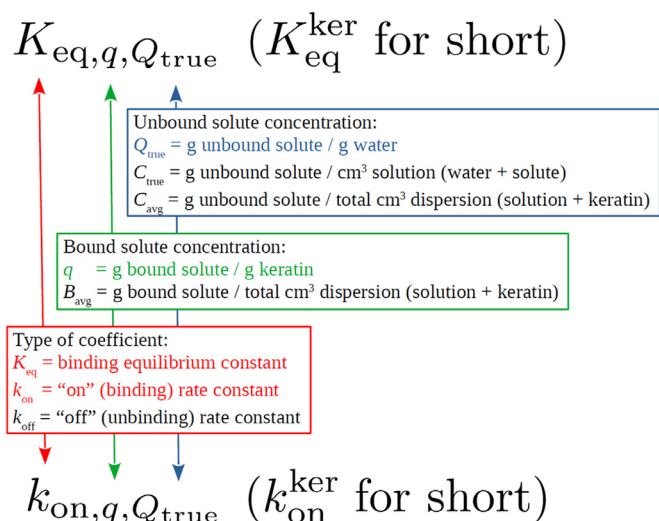 K_eq,q,Q_true (K_eq^ker for short)
Unbound solute concentration:
Q_true = g unbound solute / g water
C_true = g unbound solute / cm³ solution (water + solute)
C_avg = g unbound solute / total cm³ dispersion (solution + keratin)
Bound solute concentration:
q = g bound solute / g keratin
B_avg = g bound solute / total cm³ dispersion (solution + keratin)
Type of coefficient:
K_eq = binding equilibrium constant
k_on = “on” (binding) rate constant
k_off = “off” (unbinding) rate constant
k_on,q,Q_true (k_on^ker for short)